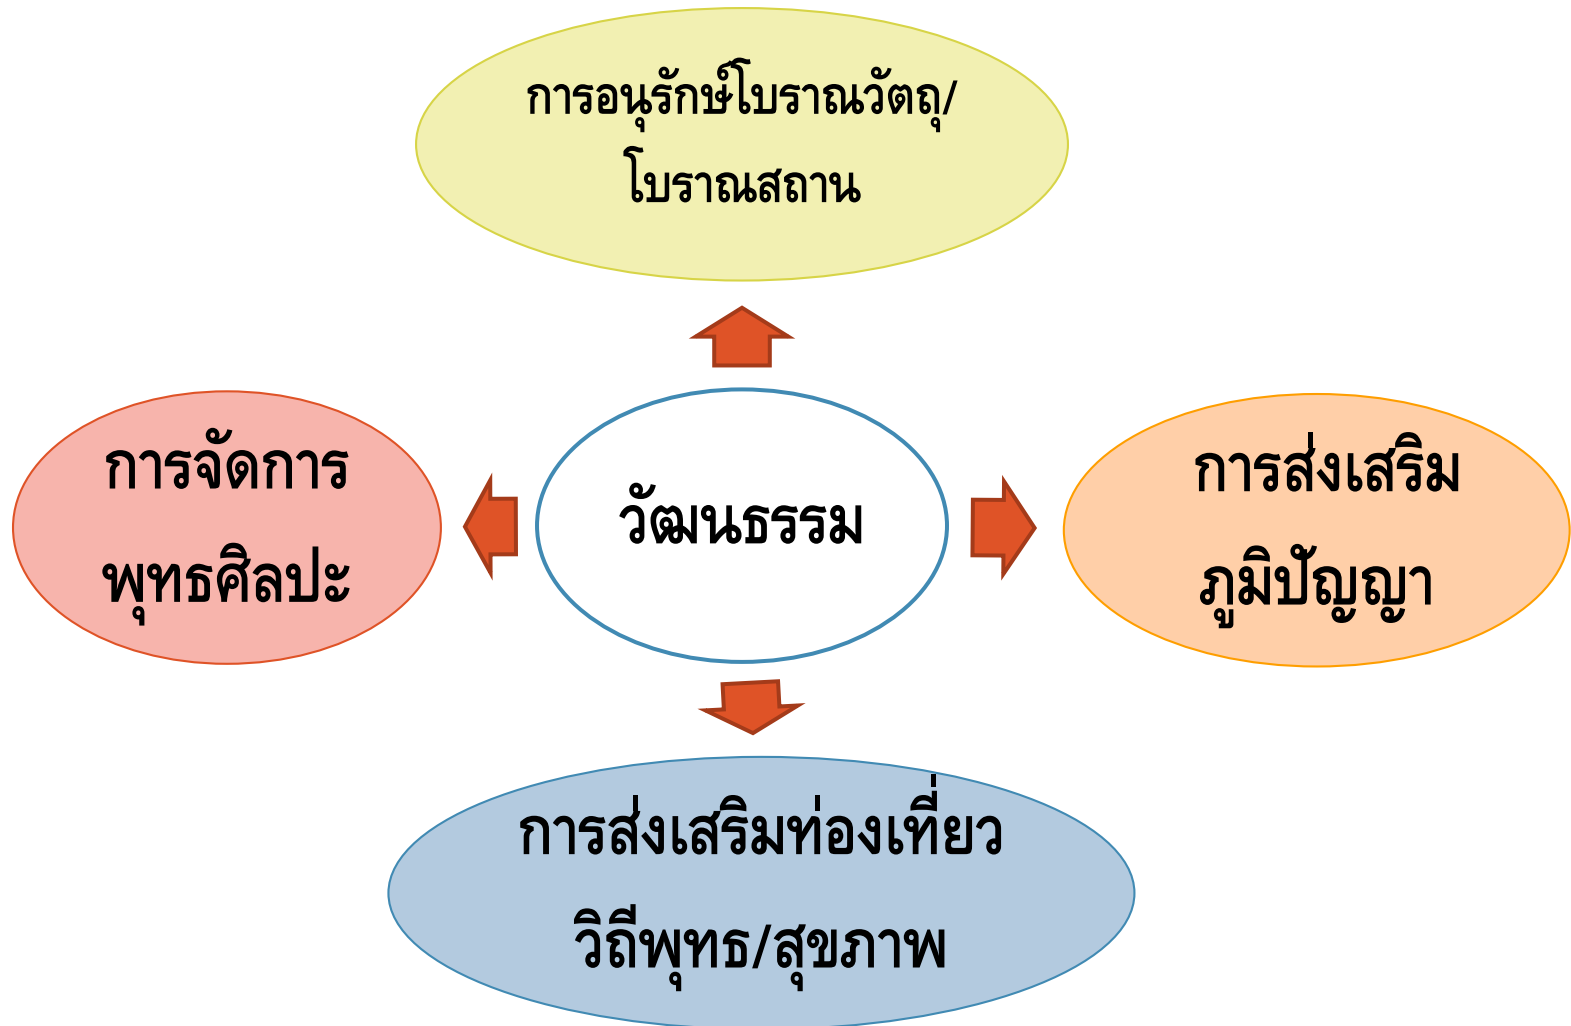 การอนุรักษ์โบราณวัตถุ/
โบราณสถาน
การจัดการ
พุทธศิลปะ
วัฒนธรรม
การส่งเสริม
ภูมิปัญญา
การส่งเสริมท่องเที่ยว
วิถีพุทธ/สุขภาพ